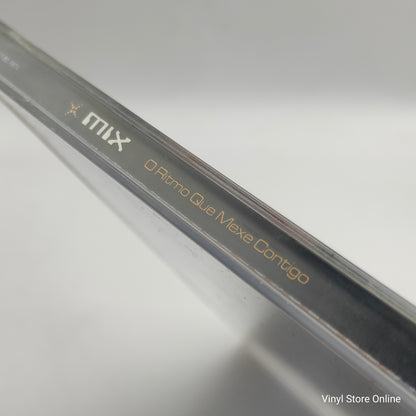 mix
O Ritmo Que Mexe Contigo
Vinyl Store Online